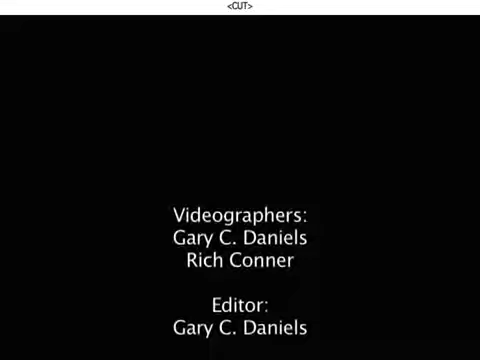 <CUT>
Videographers:
Gary C. Daniels
Rich Conner
Editor:
Gary C. Daniels